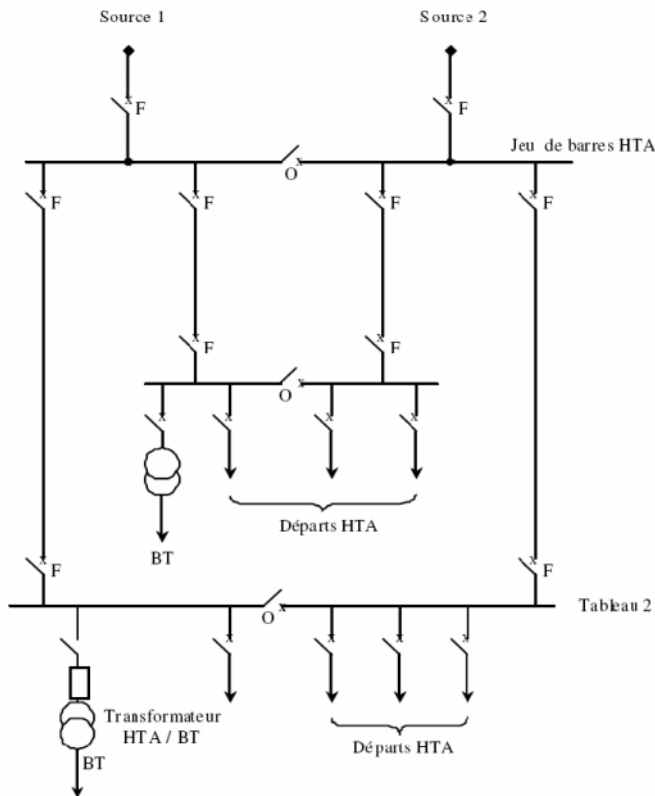 Source 1
Source 2
F
F
Jeu de barres HTA
O
F
F
F
F
F
F
O
Départs HTA
BT
F
F
O
Tableau 2
Transformateur
HTA / BT
Départs HTA
BT